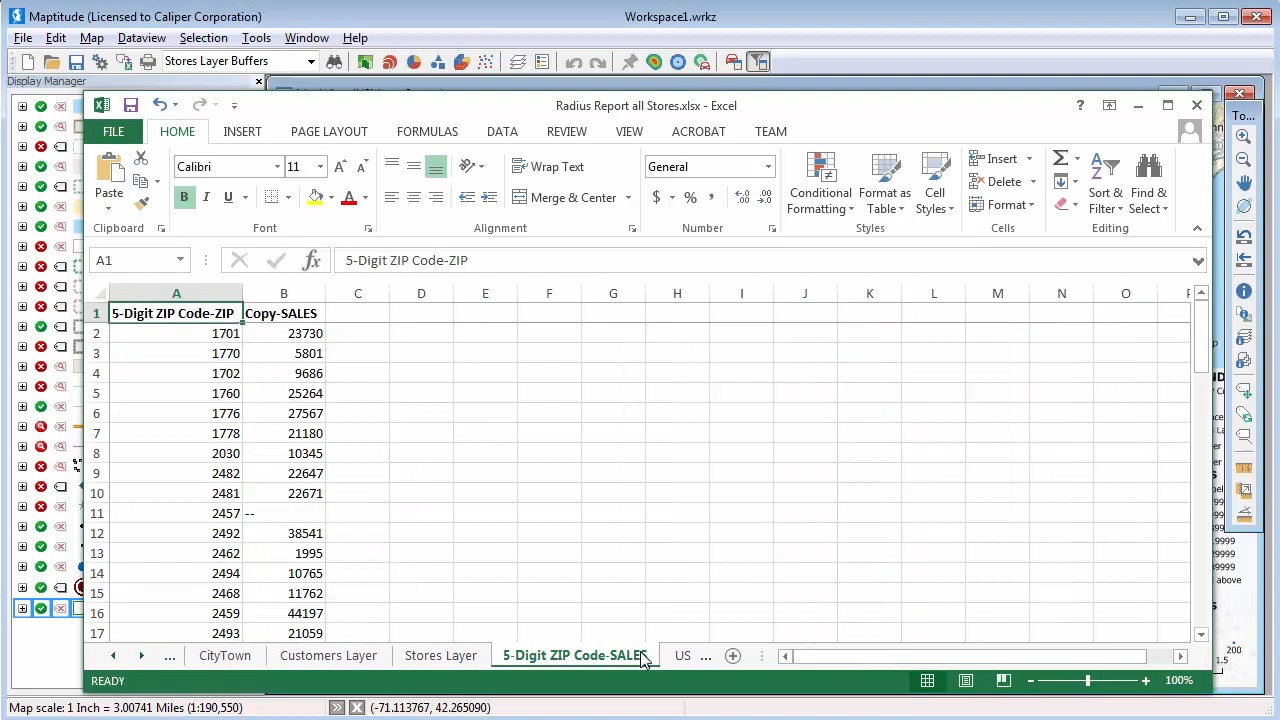 Maptitude (Licensed to Caliper Corporation)
Workspace1.w
File Edit Map Dataview Selection Tools Window Help
Stores Layer Buffers
Display Manager
Radius Report all Stores.xlsx - Excel
To...
FILE HOME INSERT PAGE LAYOUT FORMULAS DATA REVIEW VIEW ACROBAT TEAM
Paste
Calibri 11
B I U
Wrap Text
Merge & Center
General
$ % ,
Conditional Formatting
Format as Table
Cell Styles
Insert
Delete
Format
Sort & Filter
Find & Select
Clipboard Font Alignment Number Styles Cells Editing
A1 fx 5-Digit ZIP Code-ZIP
A B C D E F G H I J K L M N O P
1 5-Digit ZIP Code-ZIP Copy-SALES
2 1701 23730
3 1770 5801
4 1702 9686
5 1760 25264
6 1776 27567
7 1778 21180
8 2030 10345
9 2482 22647
10 2481 22671
11 2457 --
12 2492 38541
13 2462 1995
14 2494 10765
15 2468 11762
16 2459 44197
17 2493 21059
... CityTown Customers Layer Stores Layer 5-Digit ZIP Code-SALE US ...
READY
100%
Map scale: 1 Inch = 3.00741 Miles (1:190,550) (-71.113767, 42.265090)